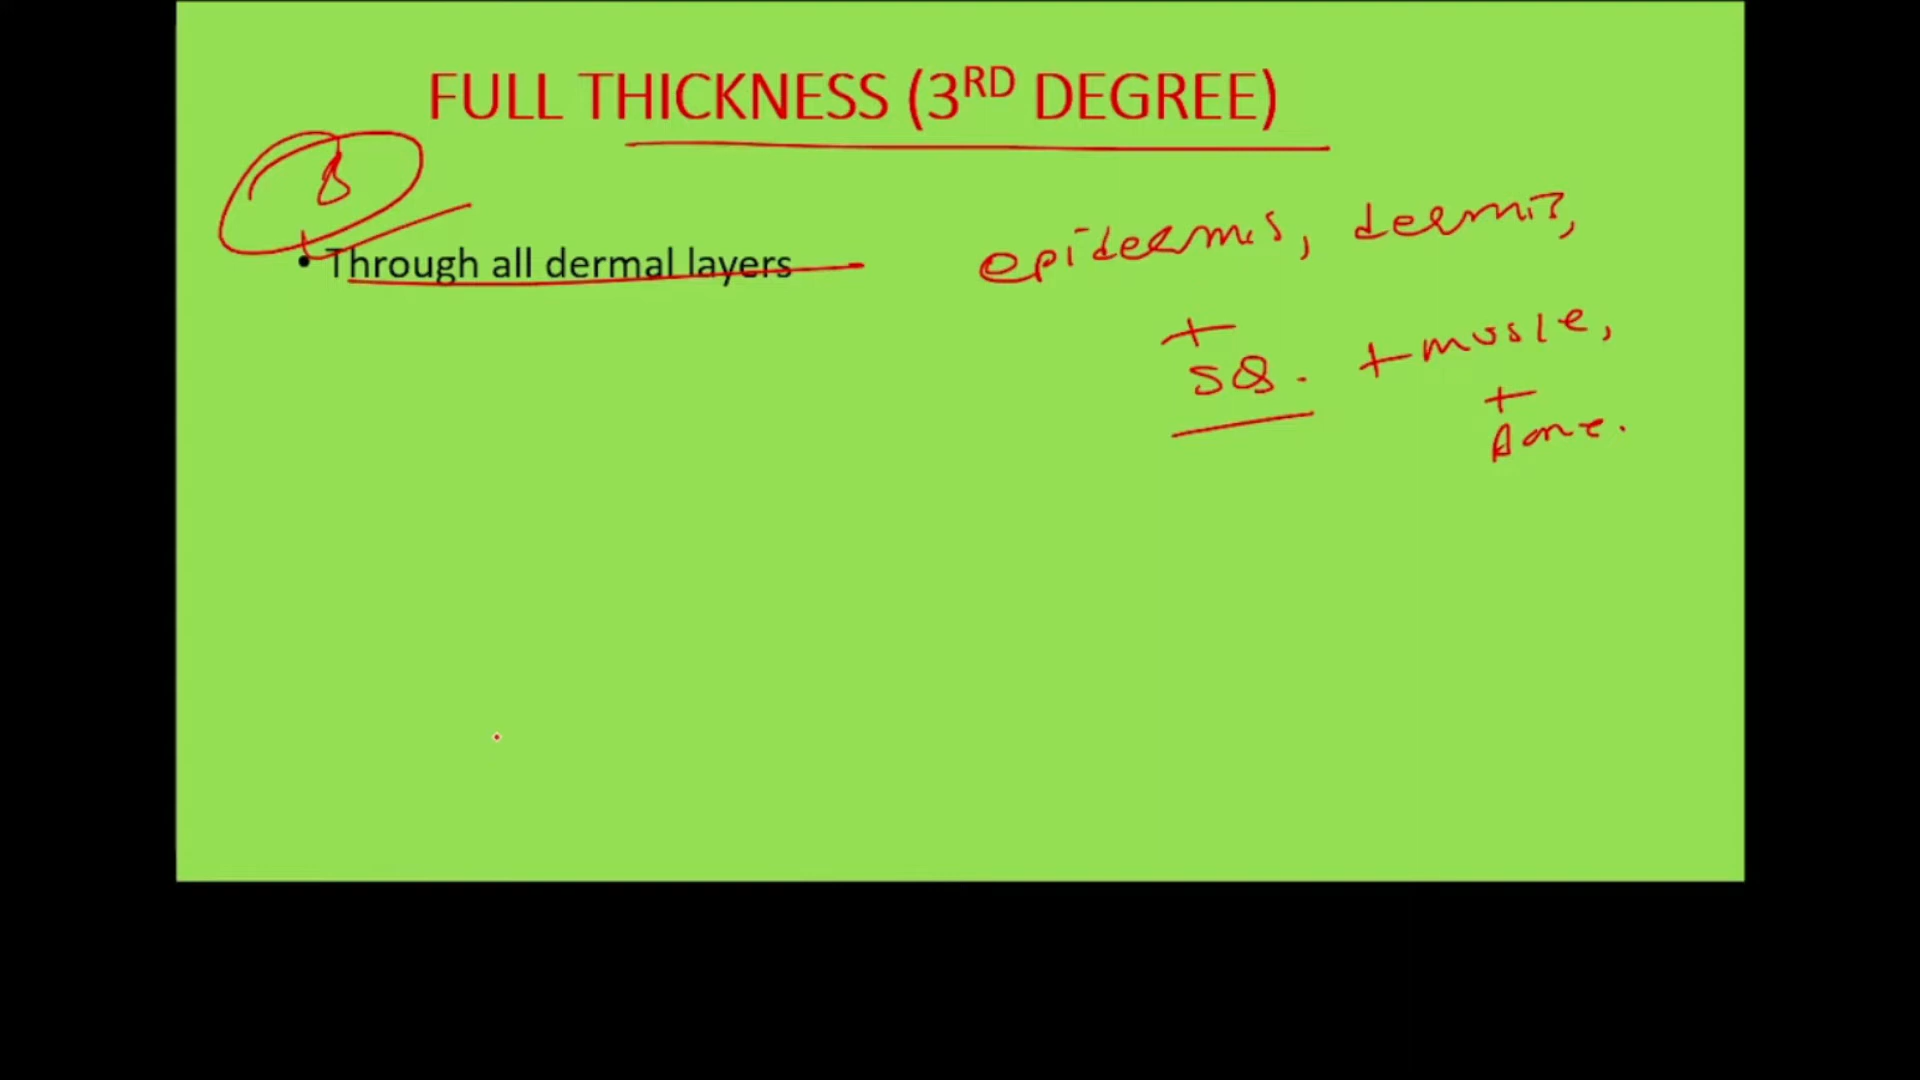 FULL THICKNESS (3RD DEGREE)
• Through all dermal layers
epidermis, dermis,
+
SQ. + musle,
+
Bone.